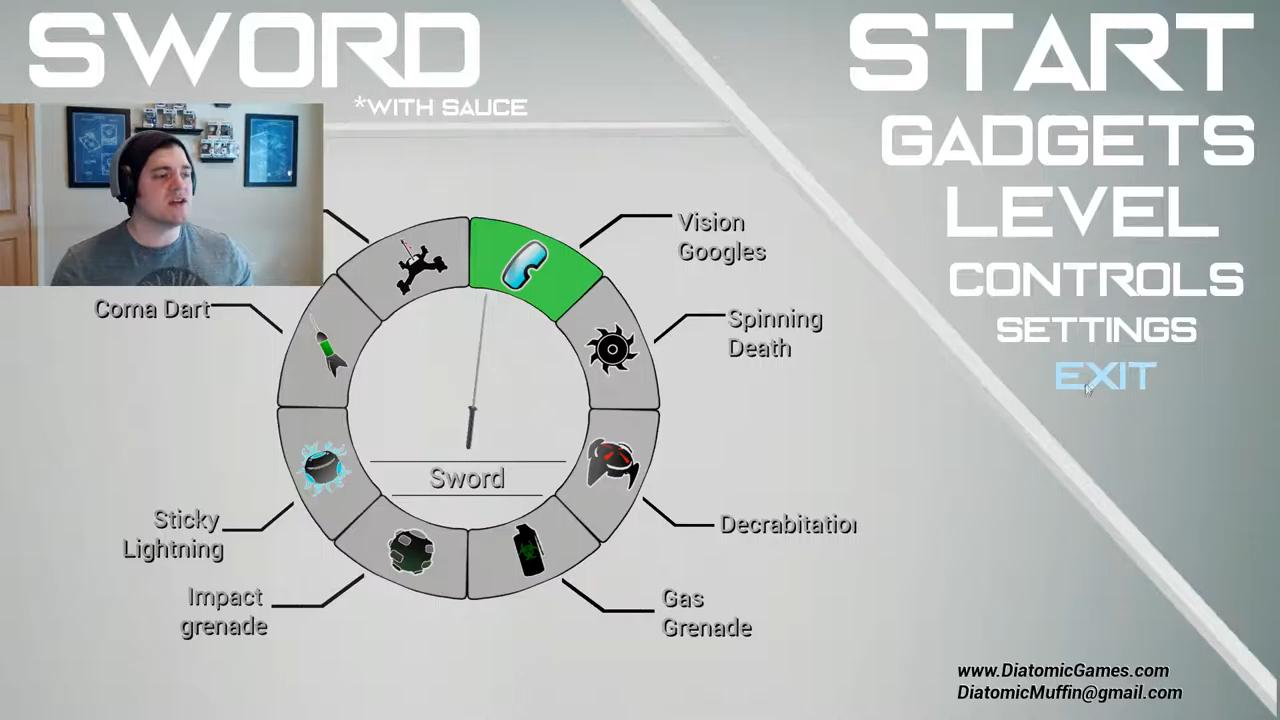 SWORD
*WITH SAUCE
START
GADGETS
LEVEL
CONTROLS
SETTINGS
EXIT
Vision
Googles
Coma Dart
Spinning
Death
Sword
Sticky
Lightning
Decrabitation
Impact
grenade
Gas
Grenade
www.DiatomicGames.com
DiatomicMuffin@gmail.com